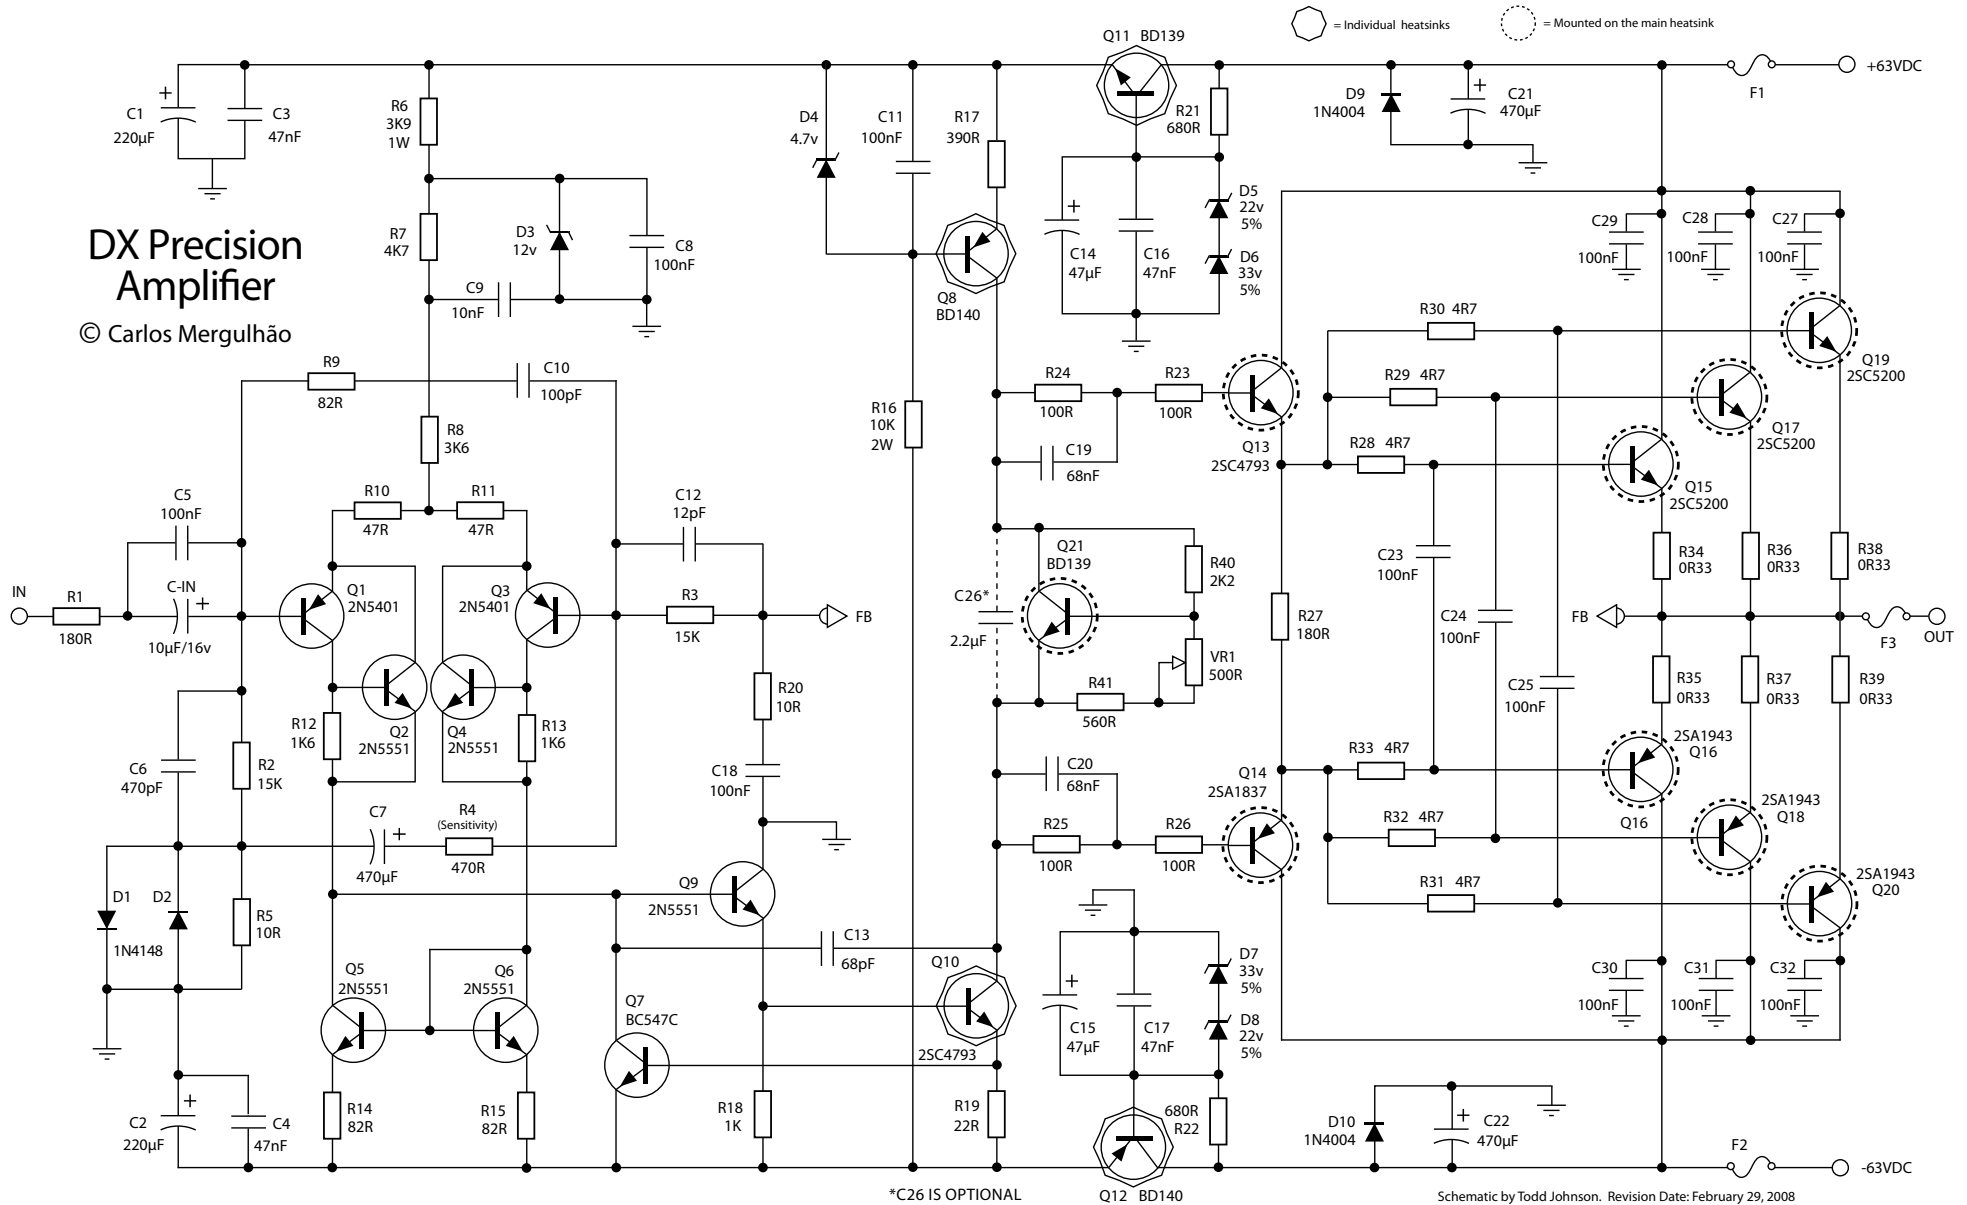 = Individual heatsinks
= Mounted on the main heatsink
DX Precision
Amplifier
© Carlos Mergulhão
C1
220µF
C3
47nF
R6
3K9
1W
R7
4K7
D3
12v
C8
100nF
C9
10nF
R9
82R
C10
100pF
R8
3K6
R10
47R
R11
47R
C5
100nF
C-IN
10µF/16v
IN
R1
180R
Q1
2N5401
Q3
2N5401
C12
12pF
R3
15K
FB
Q2
2N5551
Q4
2N5551
R12
1K6
R13
1K6
R20
10R
C18
100nF
C6
470pF
R2
15K
C7
470µF
R4
(Sensitivity)
470R
D1
D2
1N4148
R5
10R
Q9
2N5551
C13
68pF
Q5
2N5551
Q6
2N5551
Q7
BC547C
Q10
2SC4793
C2
220µF
C4
47nF
R14
82R
R15
82R
R18
1K
R19
22R
D4
4.7v
C11
100nF
R17
390R
Q8
BD140
R16
10K
2W
Q11 BD139
R21
680R
C14
47µF
C16
47nF
D5
22v
5%
D6
33v
5%
D9
1N4004
C21
470µF
F1
+63VDC
R24
100R
R23
100R
C19
68nF
Q13
2SC4793
Q21
BD139
R40
2K2
C26*
2.2µF
VR1
500R
R41
560R
R27
180R
C20
68nF
R25
100R
R26
100R
Q14
2SA1837
R30 4R7
R29 4R7
R28 4R7
C23
100nF
C24
100nF
C25
100nF
R33 4R7
R32 4R7
R31 4R7
C29
100nF
C28
100nF
C27
100nF
Q19
2SC5200
Q17
2SC5200
Q15
2SC5200
R34
0R33
R36
0R33
R38
0R33
FB
F3
OUT
R35
0R33
R37
0R33
R39
0R33
2SA1943
Q16
Q16
2SA1943
Q18
2SA1943
Q20
C30
100nF
C31
100nF
C32
100nF
C15
47µF
C17
47nF
D7
33v
5%
D8
22v
5%
680R
R22
Q12 BD140
D10
1N4004
C22
470µF
F2
-63VDC
*C26 IS OPTIONAL
Schematic by Todd Johnson. Revision Date: February 29, 2008